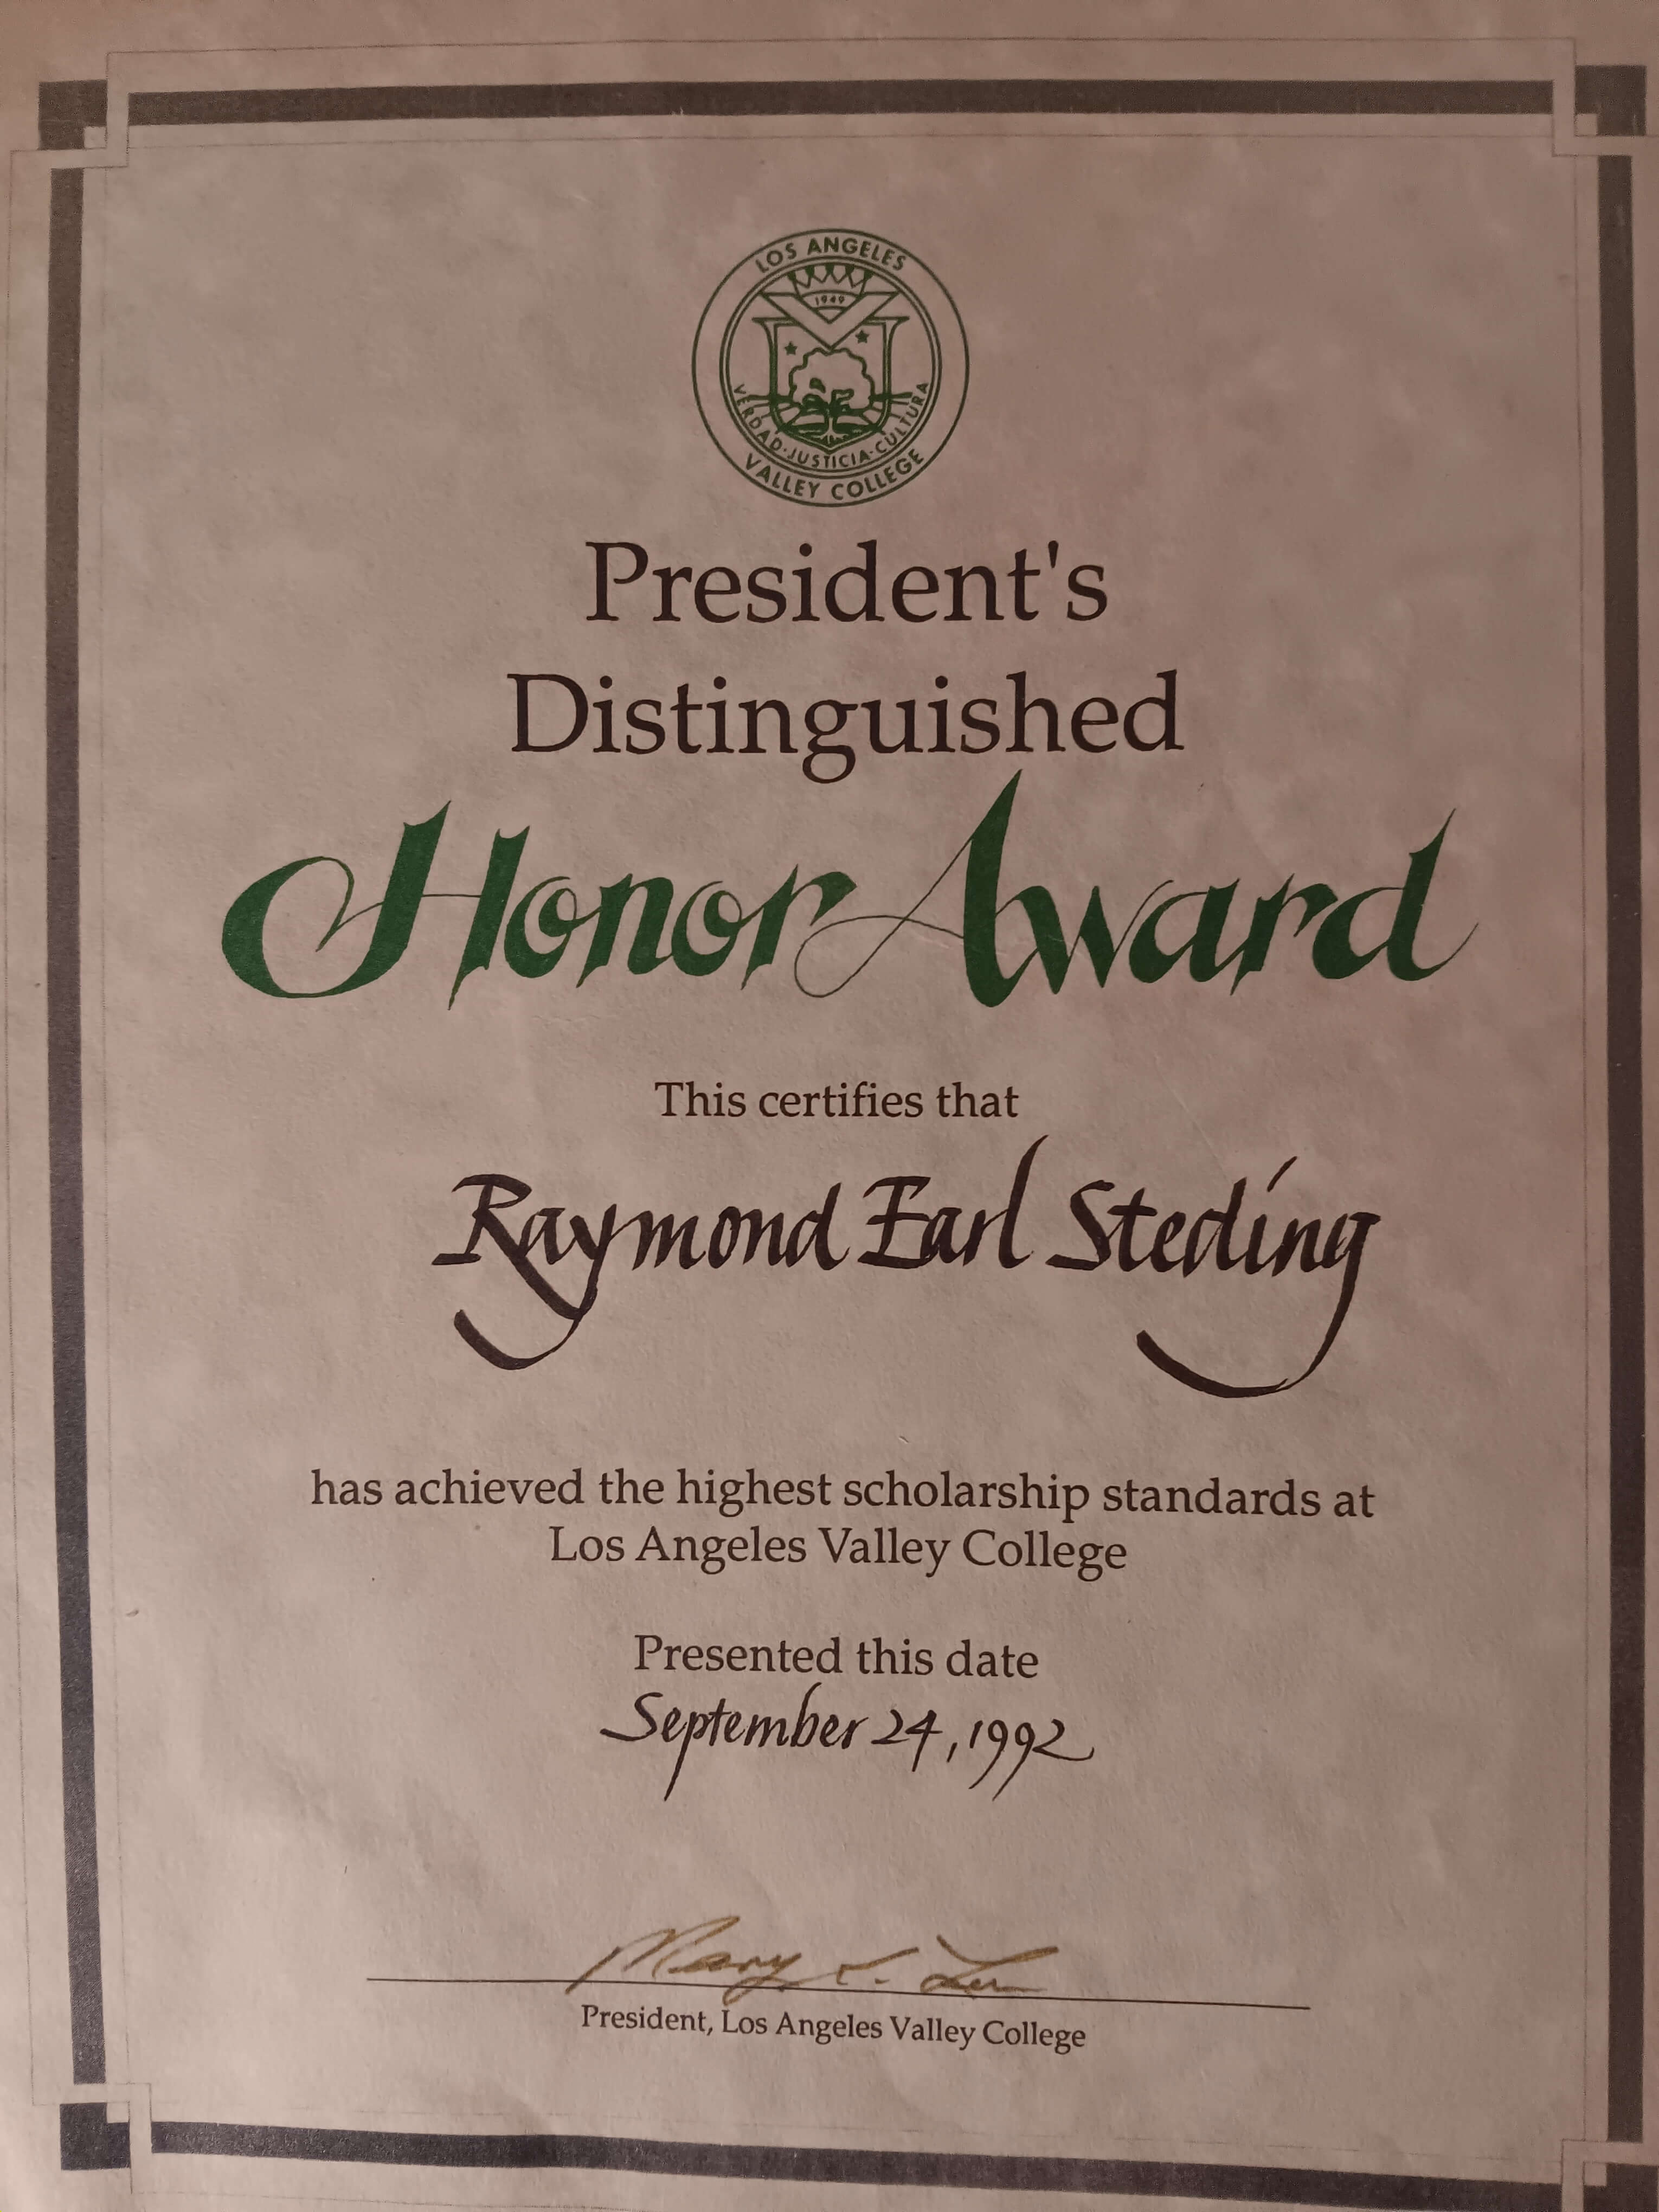 LOS ANGELES
1949
VERDAD·JUSTICIA·CULTURA
VALLEY COLLEGE
President's
Distinguished
Honor Award
This certifies that
Raymond Earl Steding
has achieved the highest scholarship standards at
Los Angeles Valley College
Presented this date
September 24, 1992
Mary
President, Los Angeles Valley College